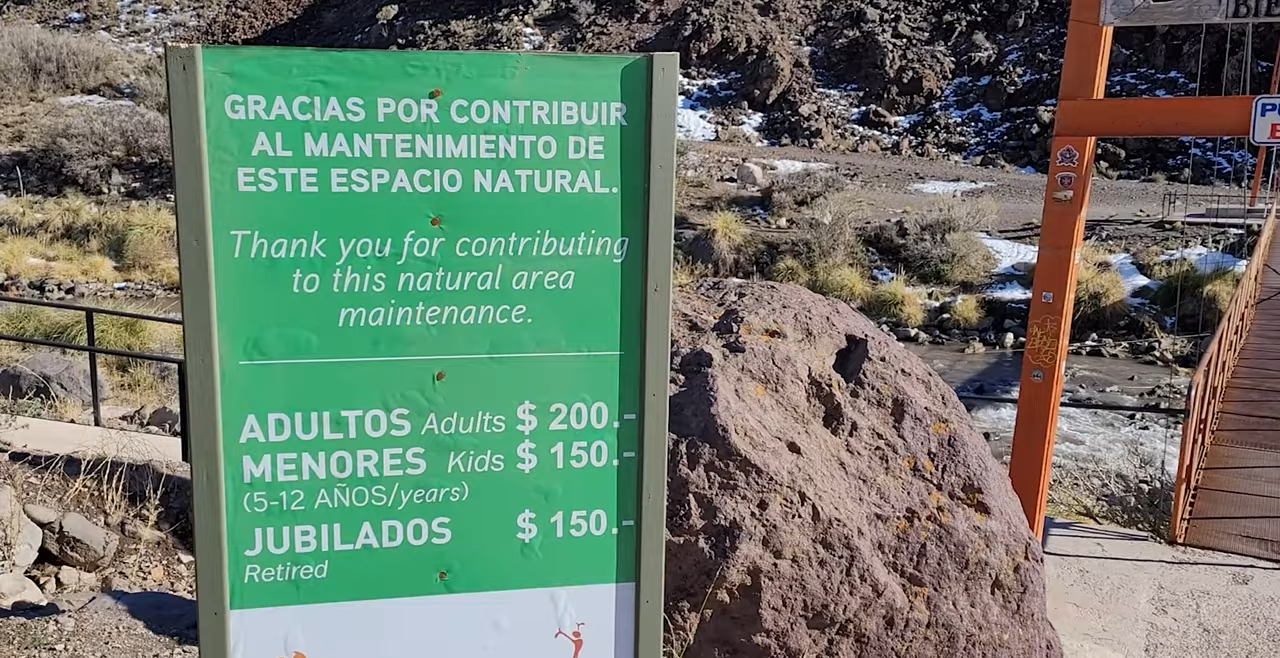 GRACIAS POR CONTRIBUIR
AL MANTENIMIENTO DE
ESTE ESPACIO NATURAL.
Thank you for contributing
to this natural area
maintenance.
ADULTOS Adults $ 200.-
MENORES Kids $ 150.-
(5-12 AÑOS/years)
JUBILADOS $ 150.-
Retired